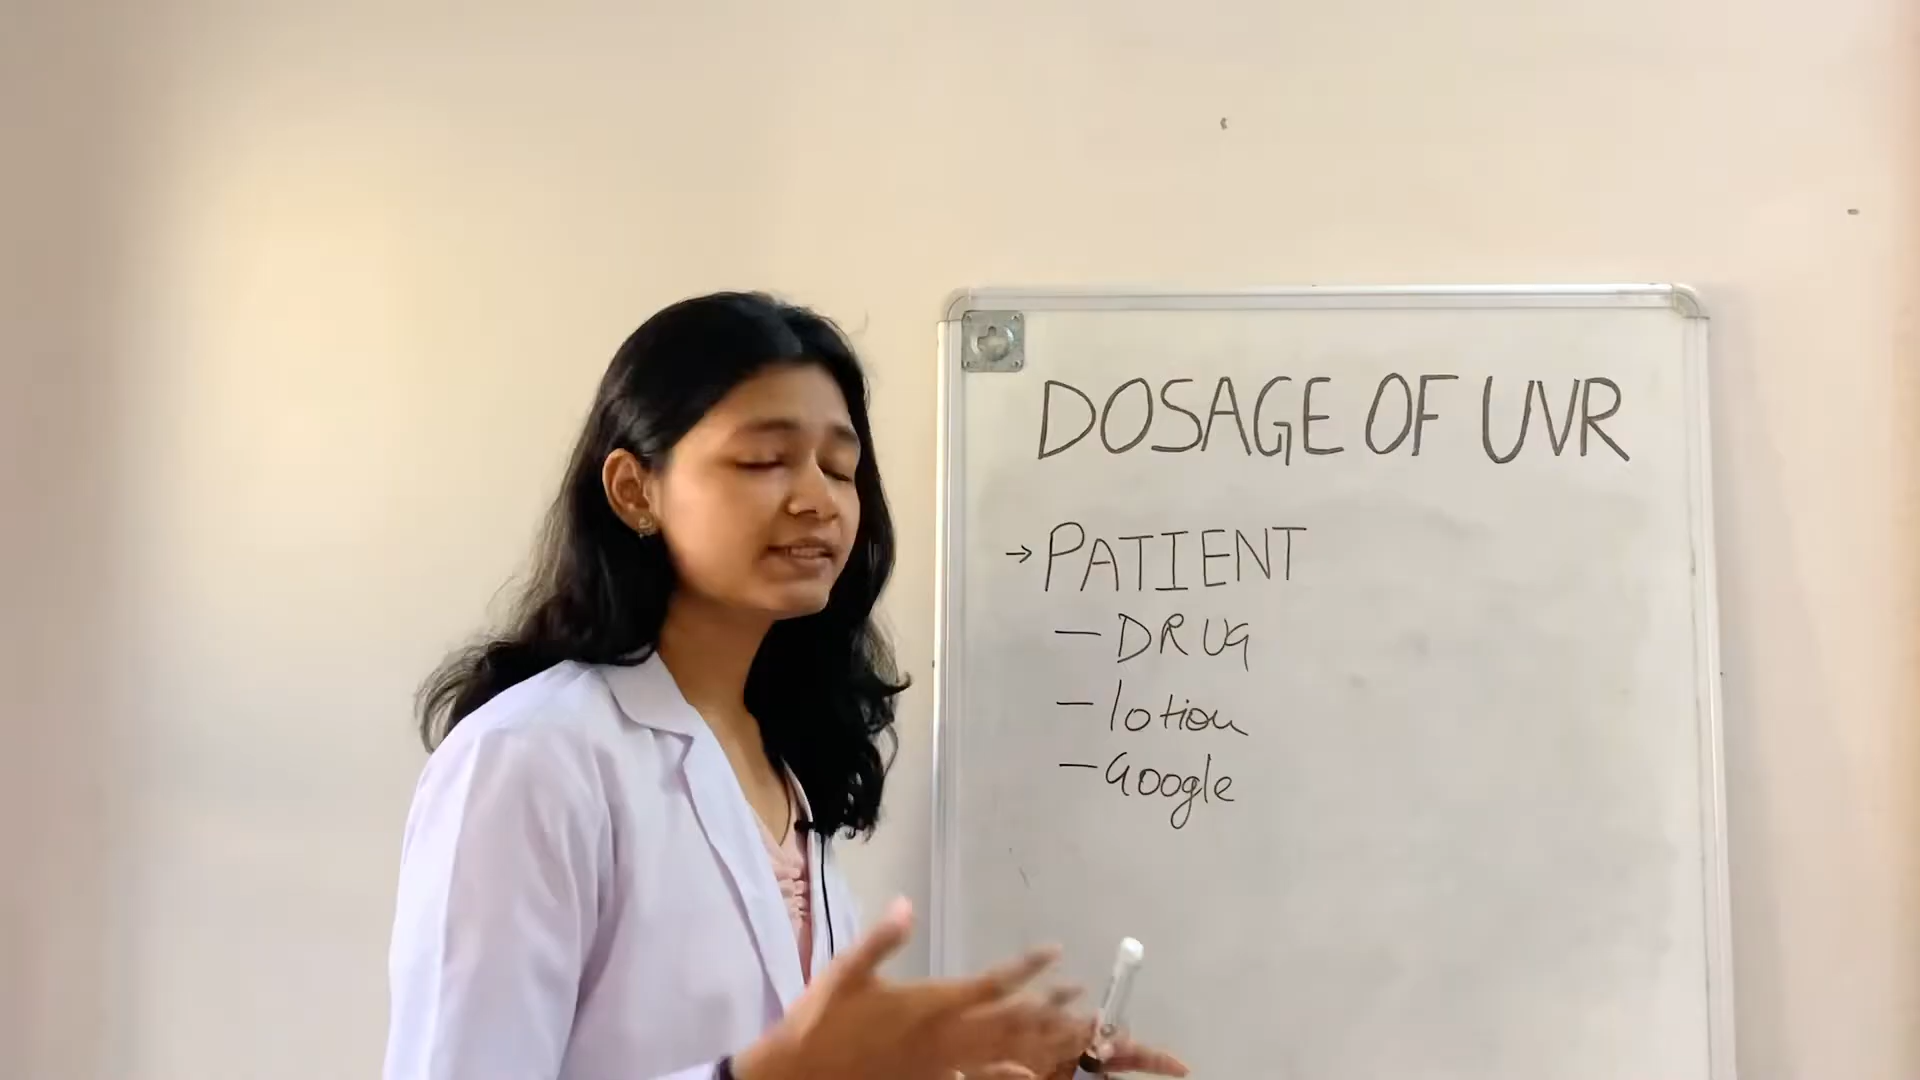 DOSAGE OF UVR
→ PATIENT
— DRUG
— lotion
— Google